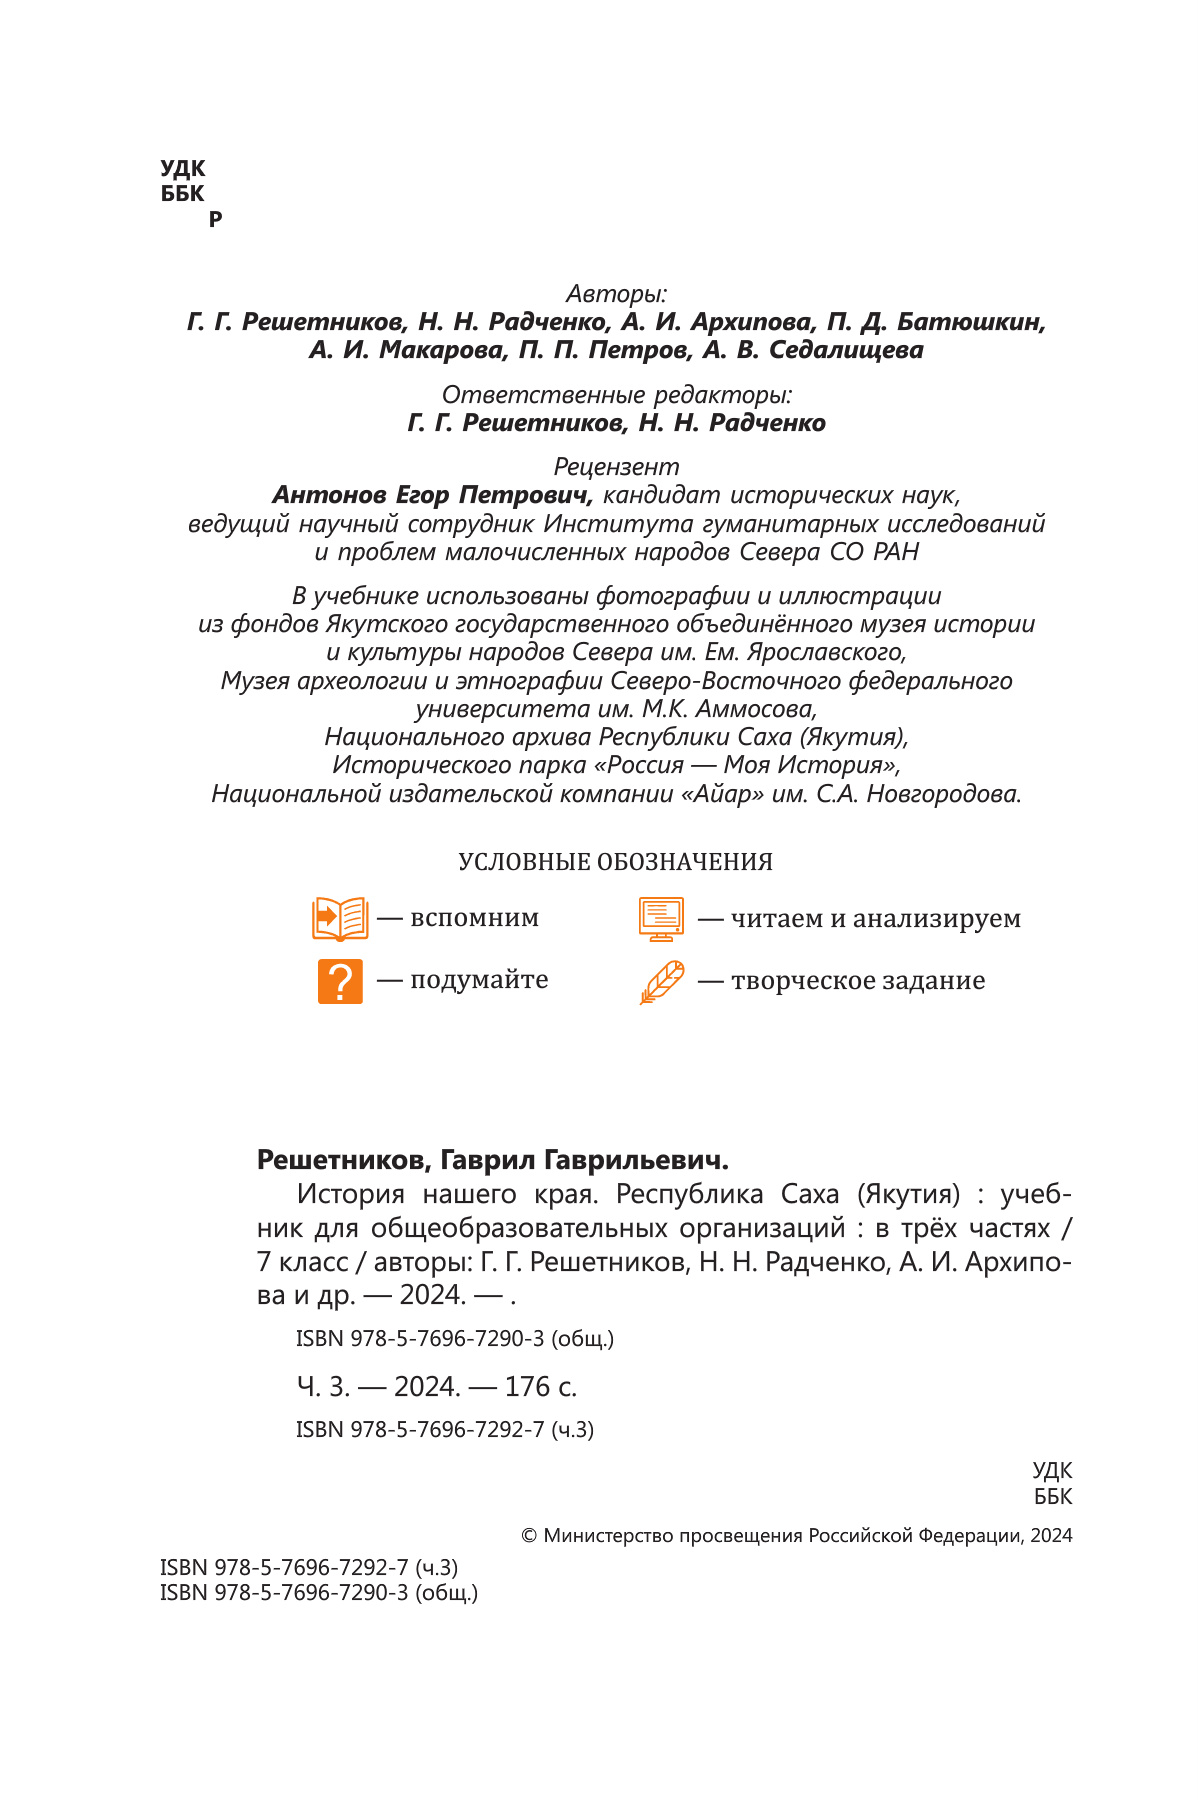 УДК
ББК
Р
Авторы:
Г. Г. Решетников, Н. Н. Радченко, А. И. Архипова, П. Д. Батюшкин,
А. И. Макарова, П. П. Петров, А. В. Седалищева
Ответственные редакторы:
Г. Г. Решетников, Н. Н. Радченко
Рецензент
Антонов Егор Петрович, кандидат исторических наук,
ведущий научный сотрудник Института гуманитарных исследований
и проблем малочисленных народов Севера СО РАН
В учебнике использованы фотографии и иллюстрации
из фондов Якутского государственного объединённого музея истории
и культуры народов Севера им. Ем. Ярославского,
Музея археологии и этнографии Северо-Восточного федерального
университета им. М.К. Аммосова,
Национального архива Республики Саха (Якутия),
Исторического парка «Россия — Моя История»,
Национальной издательской компании «Айар» им. С.А. Новгородова.
УСЛОВНЫЕ ОБОЗНАЧЕНИЯ
— вспомним
— читаем и анализируем
? — подумайте
— творческое задание
Решетников, Гаврил Гаврильевич.
История нашего края. Республика Саха (Якутия) : учеб-
ник для общеобразовательных организаций : в трёх частях /
7 класс / авторы: Г. Г. Решетников, Н. Н. Радченко, А. И. Архипо-
ва и др. — 2024. — .
ISBN 978-5-7696-7290-3 (общ.)
Ч. 3. — 2024. — 176 с.
ISBN 978-5-7696-7292-7 (ч.3)
УДК
ББК
© Министерство просвещения Российской Федерации, 2024
ISBN 978-5-7696-7292-7 (ч.3)
ISBN 978-5-7696-7290-3 (общ.)